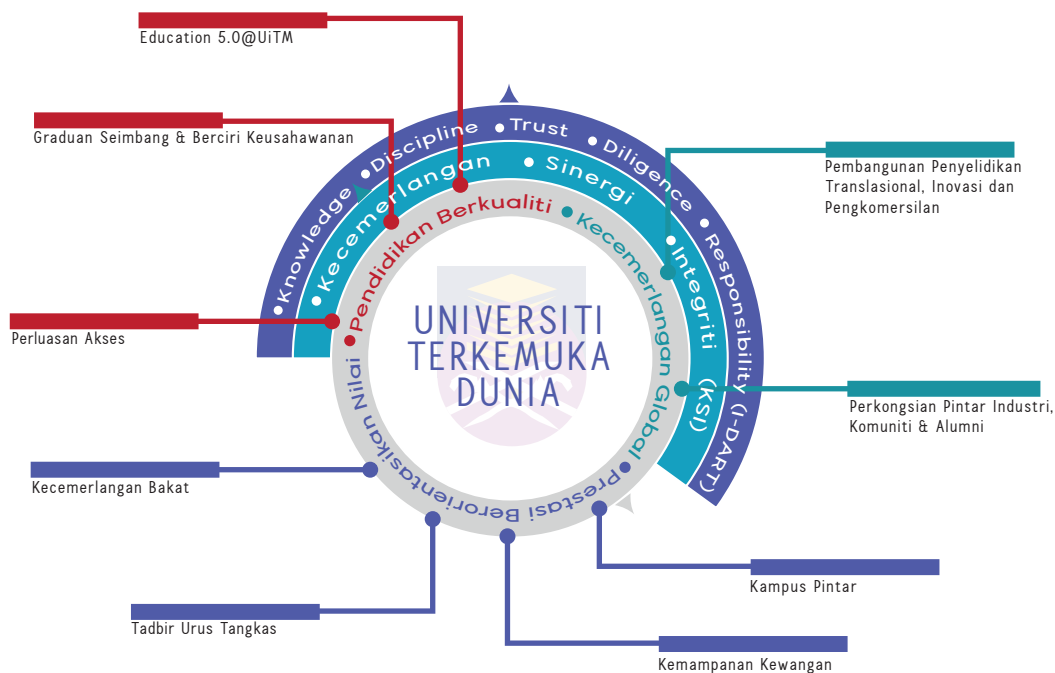 Education 5.0@UiTM
Graduan Seimbang & Berciri Keusahawanan
Perluasan Akses
Pembangunan Penyelidikan
Translasional, Inovasi dan
Pengkomersilan
Perkongsian Pintar Industri,
Komuniti & Alumni
• Knowledge • Discipline • Trust • Diligence • Responsibility (I-DART)
• Kecemerlangan • Sinergi • Integriti (KSI)
• Pendidikan Berkualiti
• Kecemerlangan Global
• Prestasi Berorientasikan Nilai
UNIVERSITI
TERKEMUKA
DUNIA
Kecemerlangan Bakat
Tadbir Urus Tangkas
Kampus Pintar
Kemampanan Kewangan